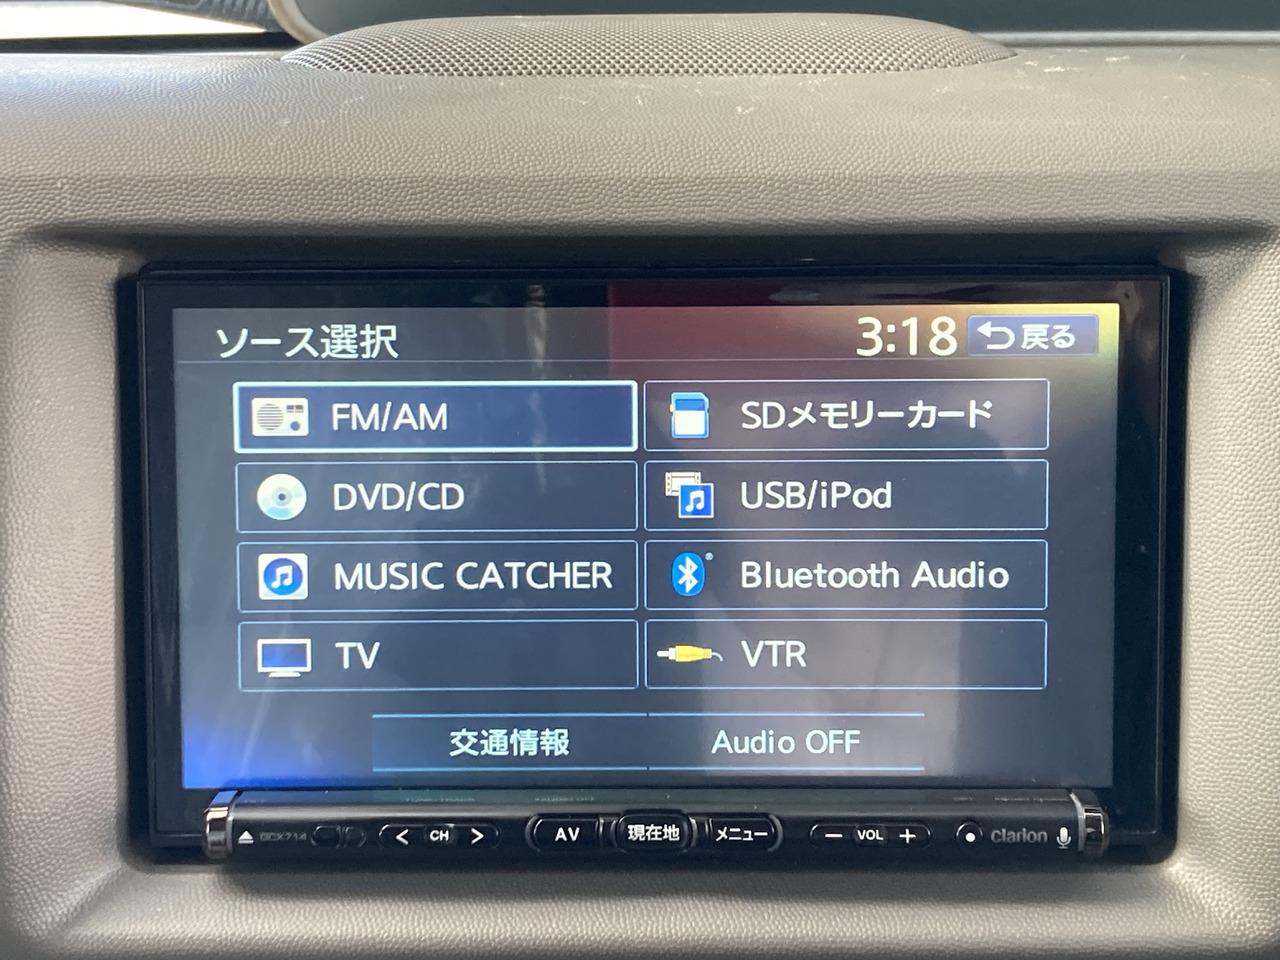 ソース選択 3:18 戻る
FM/AM SDメモリーカード
DVD/CD USB/iPod
MUSIC CATCHER Bluetooth Audio
TV VTR
交通情報 Audio OFF
GCX714 CH AV 現在地 メニュー VOL clarion